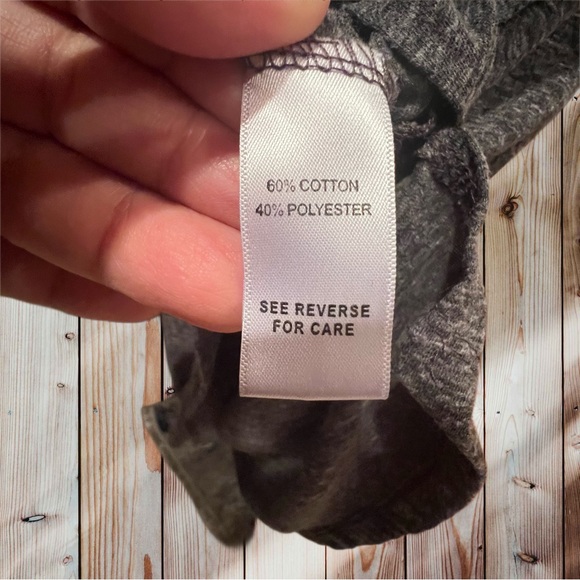 60% COTTON
40% POLYESTER
SEE REVERSE
FOR CARE